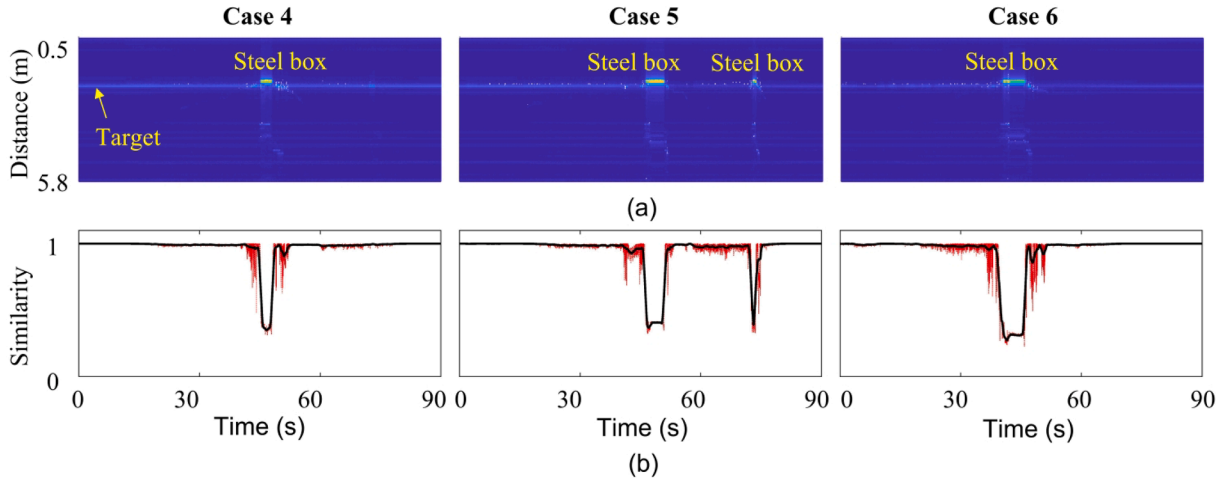 Case 4 Case 5 Case 6
Distance (m)
0.5
5.8
Steel box
Target
Steel box Steel box
Steel box
(a)
Similarity
1
0
0 30 60 90 0 30 60 90 0 30 60 90
Time (s) Time (s) Time (s)
(b)